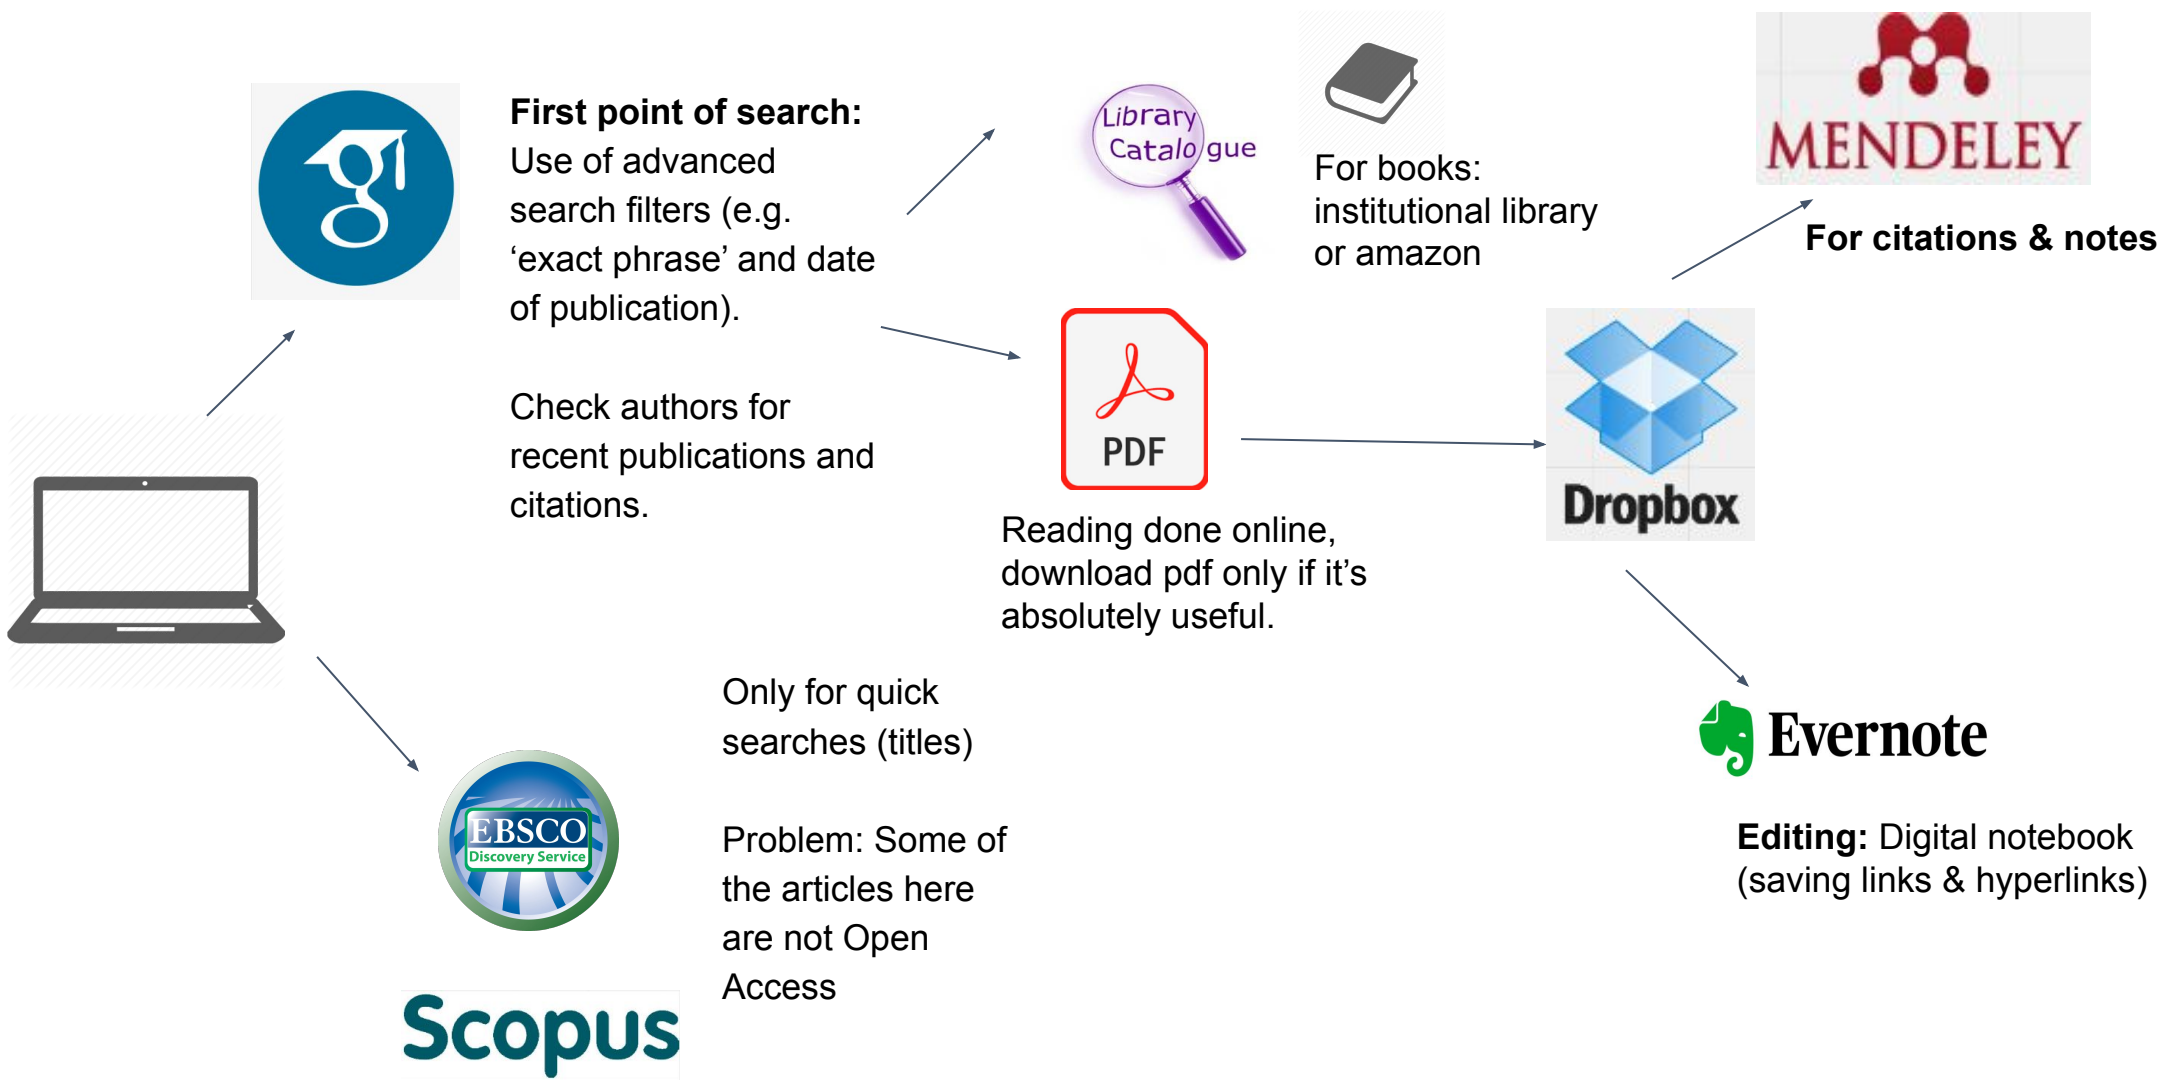 First point of search:
Use of advanced
search filters (e.g.
‘exact phrase’ and date
of publication).
Check authors for
recent publications and
citations.
Library
Catalogue
For books:
institutional library
or amazon
MENDELEY
For citations & notes
PDF
Reading done online,
download pdf only if it’s
absolutely useful.
Dropbox
Evernote
Editing: Digital notebook
(saving links & hyperlinks)
EBSCO
Discovery Service
Only for quick
searches (titles)
Problem: Some of
the articles here
are not Open
Access
Scopus